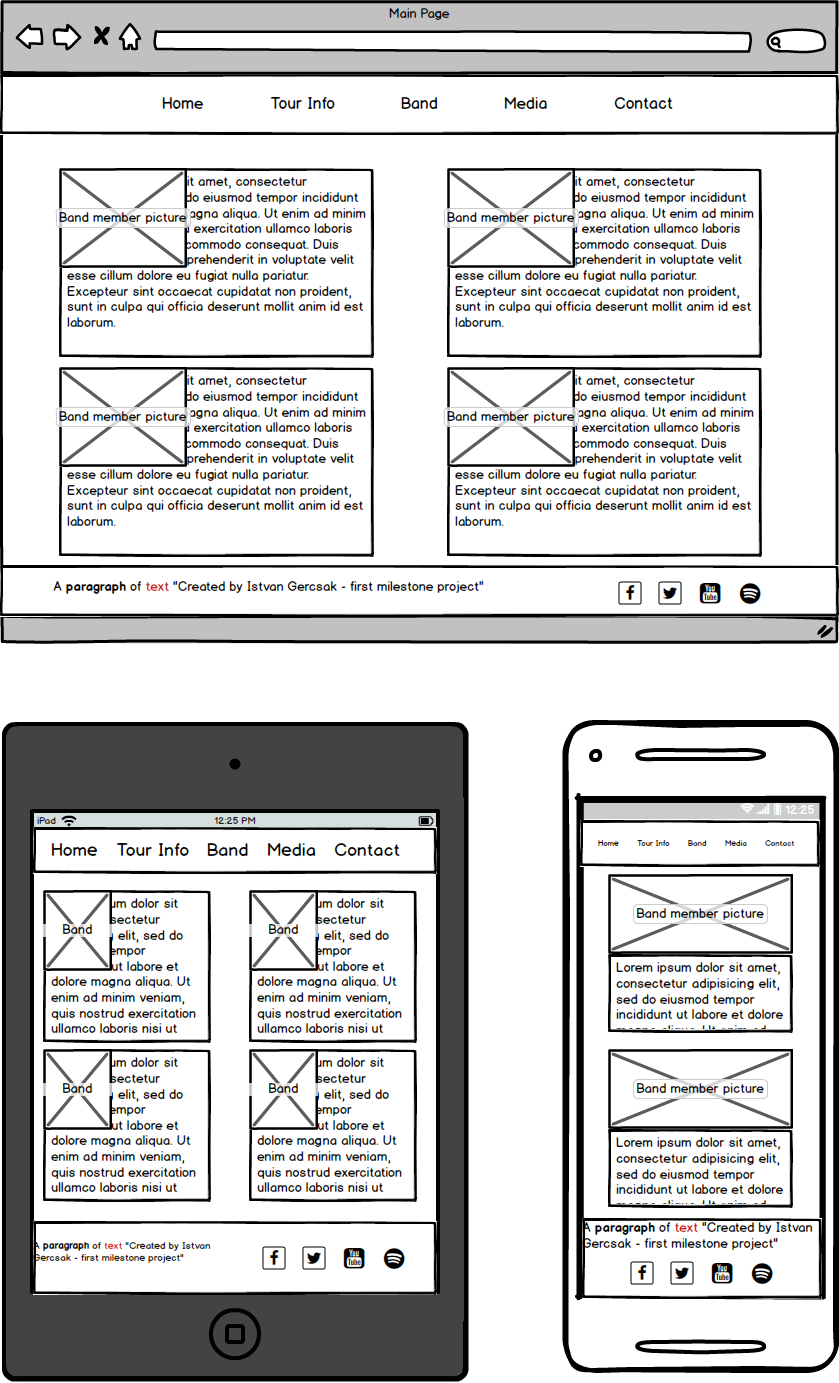 Main Page
Home Tour Info Band Media Contact
it amet, consectetur
do eiusmod tempor incididunt
Band member picture agna aliqua. Ut enim ad minim
exercitation ullamco laboris
commodo consequat. Duis
prehenderit in voluptate velit
esse cillum dolore eu fugiat nulla pariatur.
Excepteur sint occaecat cupidatat non proident,
sunt in culpa qui officia deserunt mollit anim id est
laborum.
it amet, consectetur
do eiusmod tempor incididunt
Band member picture agna aliqua. Ut enim ad minim
exercitation ullamco laboris
commodo consequat. Duis
prehenderit in voluptate velit
esse cillum dolore eu fugiat nulla pariatur.
Excepteur sint occaecat cupidatat non proident,
sunt in culpa qui officia deserunt mollit anim id est
laborum.
it amet, consectetur
do eiusmod tempor incididunt
Band member picture agna aliqua. Ut enim ad minim
exercitation ullamco laboris
commodo consequat. Duis
prehenderit in voluptate velit
esse cillum dolore eu fugiat nulla pariatur.
Excepteur sint occaecat cupidatat non proident,
sunt in culpa qui officia deserunt mollit anim id est
laborum.
it amet, consectetur
do eiusmod tempor incididunt
Band member picture agna aliqua. Ut enim ad minim
exercitation ullamco laboris
commodo consequat. Duis
prehenderit in voluptate velit
esse cillum dolore eu fugiat nulla pariatur.
Excepteur sint occaecat cupidatat non proident,
sunt in culpa qui officia deserunt mollit anim id est
laborum.
A paragraph of text "Created by Istvan Gercsak - first milestone project"
You Tube
iPad 12:25 PM
Home Tour Info Band Media Contact
um dolor sit
sectetur
Band elit, sed do
tempor
ut labore et
dolore magna aliqua. Ut
enim ad minim veniam,
quis nostrud exercitation
ullamco laboris nisi ut
um dolor sit
sectetur
Band elit, sed do
tempor
ut labore et
dolore magna aliqua. Ut
enim ad minim veniam,
quis nostrud exercitation
ullamco laboris nisi ut
um dolor sit
sectetur
Band elit, sed do
empor
ut labore et
dolore magna aliqua. Ut
enim ad minim veniam,
quis nostrud exercitation
ullamco laboris nisi ut
um dolor sit
sectetur
Band elit, sed do
empor
ut labore et
dolore magna aliqua. Ut
enim ad minim veniam,
quis nostrud exercitation
ullamco laboris nisi ut
A paragraph of text "Created by Istvan
Gercsak - first milestone project"
You Tube
12:25
Home Tour Info Band Media Contact
Band member picture
Lorem ipsum dolor sit amet,
consectetur adipisicing elit,
sed do eiusmod tempor
incididunt ut labore et dolore
magna aliqua. Ut enim ad
Band member picture
Lorem ipsum dolor sit amet,
consectetur adipisicing elit,
sed do eiusmod tempor
incididunt ut labore et dolore
A paragraph of text "Created by Istvan
Gercsak - first milestone project"
You Tube